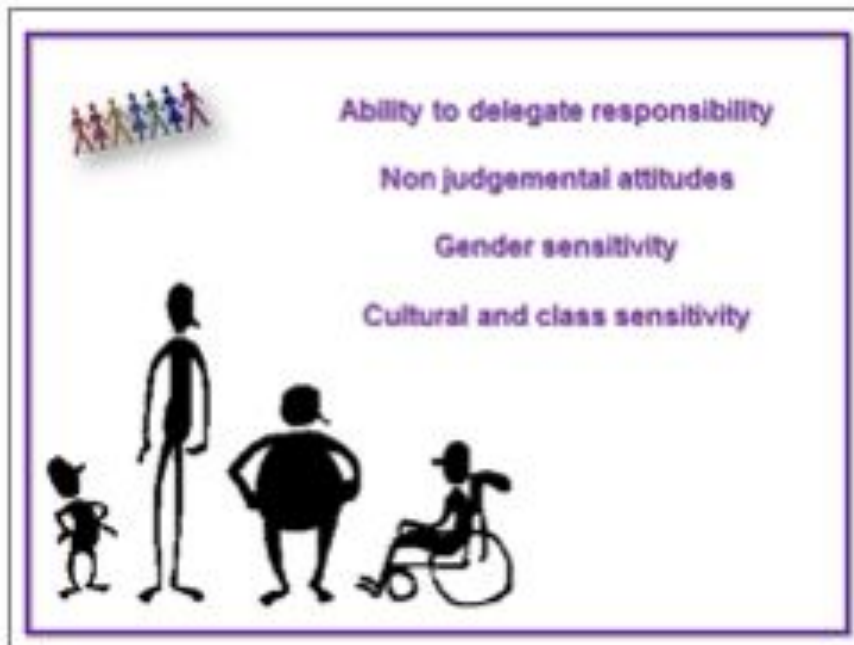 Ability to delegate responsibility
Non judgemental attitudes
Gender sensitivity
Cultural and class sensitivity